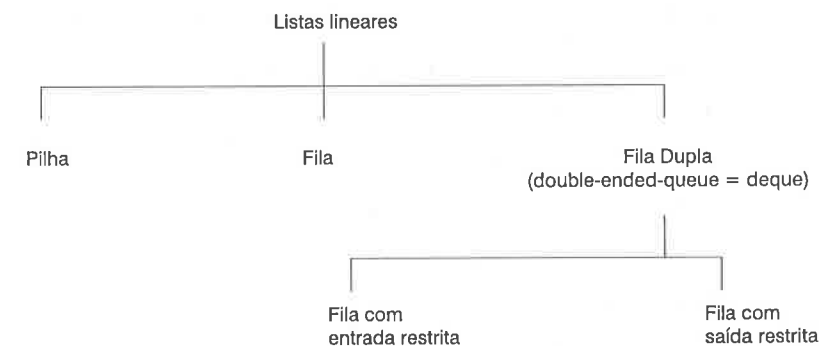 Listas lineares
Pilha
Fila
Fila Dupla
(double-ended-queue = deque)
Fila com
entrada restrita
Fila com
saída restrita